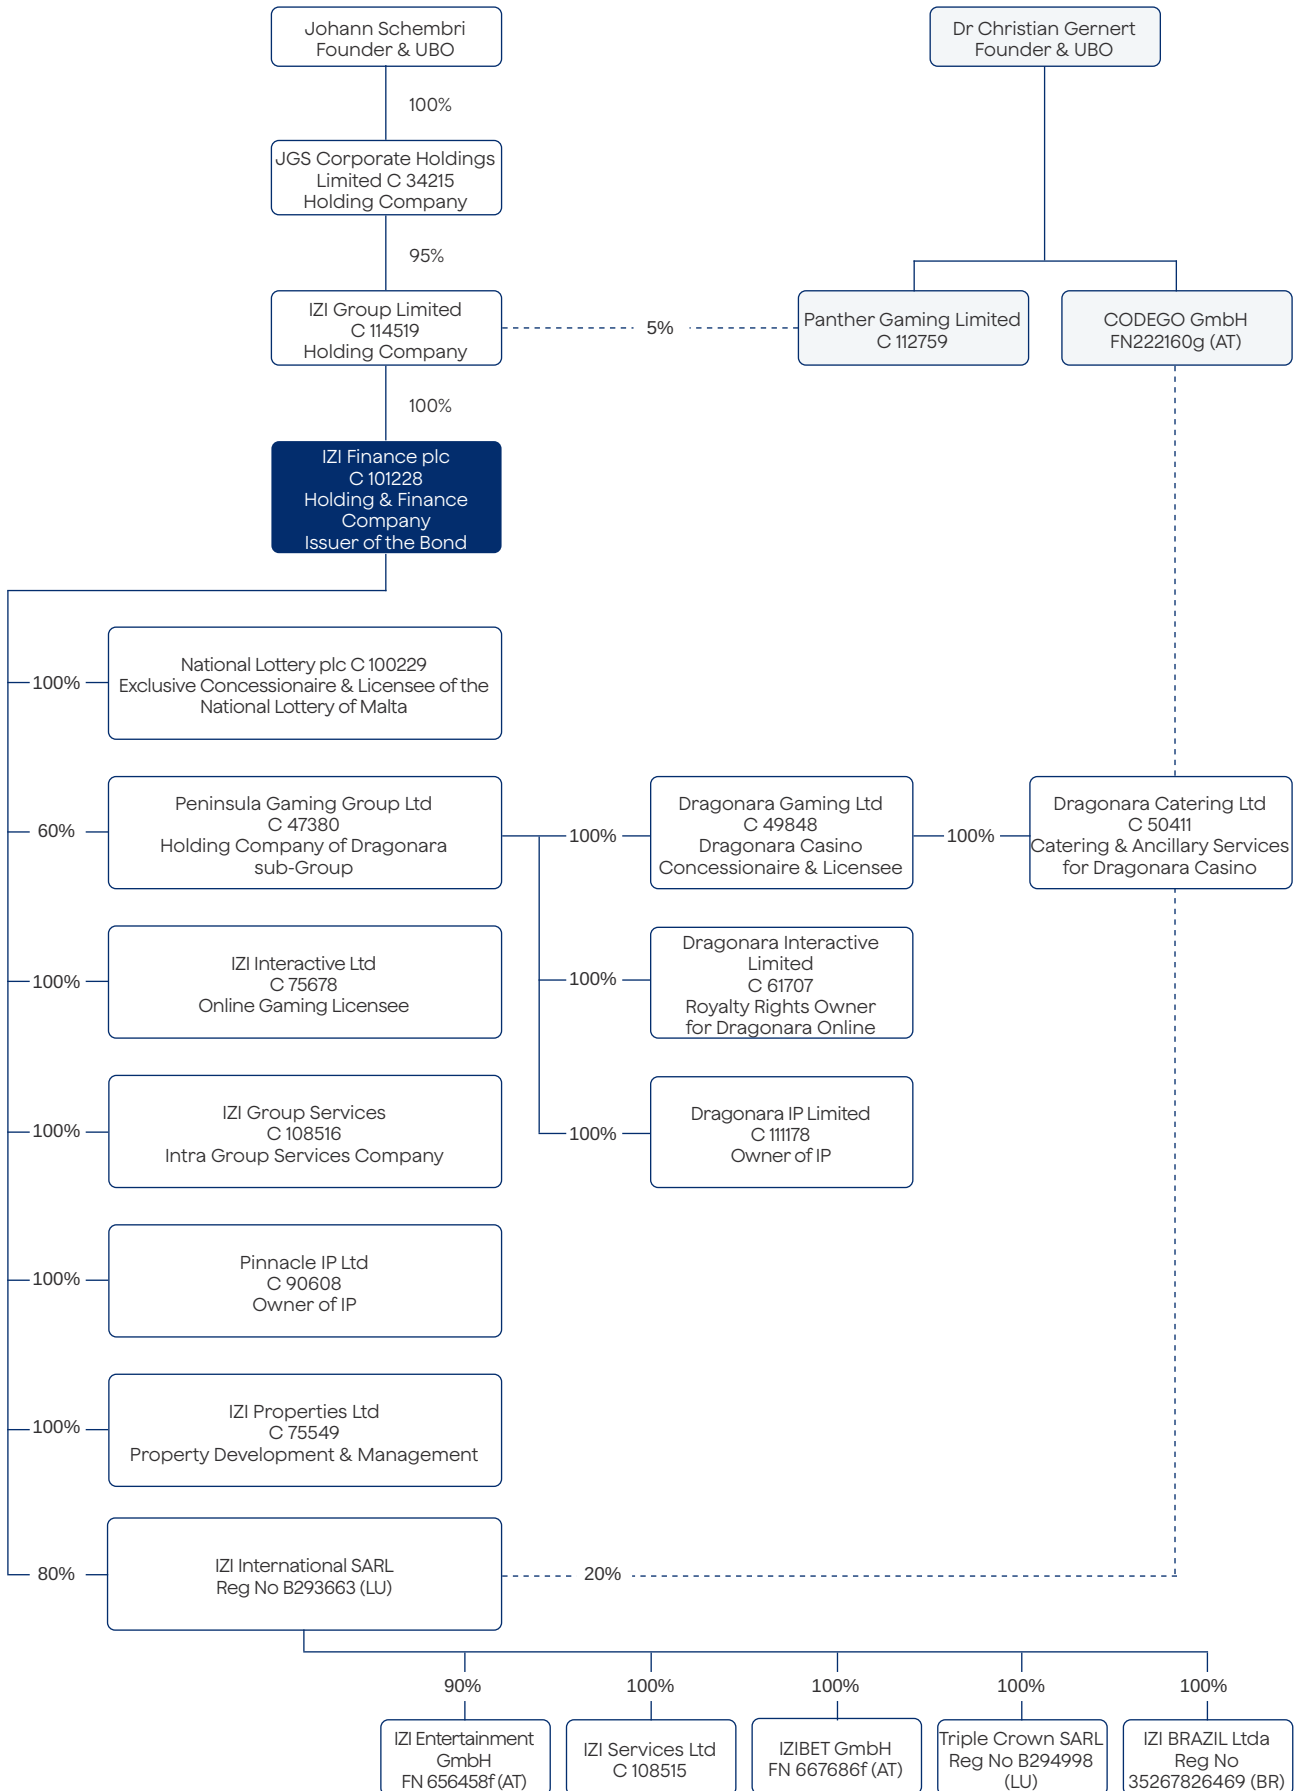 Johann Schembri
Founder & UBO
Dr Christian Gernert
Founder & UBO
100%
JGS Corporate Holdings
Limited C 34215
Holding Company
95%
IZI Group Limited
C 114519
Holding Company
5%
Panther Gaming Limited
C 112759
CODEGO GmbH
FN222160g (AT)
100%
IZI Finance plc
C 101228
Holding & Finance
Company
Issuer of the Bond
100%
National Lottery plc C 100229
Exclusive Concessionaire & Licensee of the
National Lottery of Malta
60%
Peninsula Gaming Group Ltd
C 47380
Holding Company of Dragonara
sub-Group
100%
Dragonara Gaming Ltd
C 49848
Dragonara Casino
Concessionaire & Licensee
100%
Dragonara Catering Ltd
C 50411
Catering & Ancillary Services
for Dragonara Casino
100%
IZI Interactive Ltd
C 75678
Online Gaming Licensee
100%
Dragonara Interactive
Limited
C 61707
Royalty Rights Owner
for Dragonara Online
100%
IZI Group Services
C 108516
Intra Group Services Company
100%
Dragonara IP Limited
C 111178
Owner of IP
100%
Pinnacle IP Ltd
C 90608
Owner of IP
100%
IZI Properties Ltd
C 75549
Property Development & Management
80%
IZI International SARL
Reg No B293663 (LU)
20%
90%
100%
100%
100%
100%
IZI Entertainment
GmbH
FN 656458f (AT)
IZI Services Ltd
C 108515
IZIBET GmbH
FN 667686f (AT)
Triple Crown SARL
Reg No B294998
(LU)
IZI BRAZIL Ltda
Reg No
35267826469 (BR)